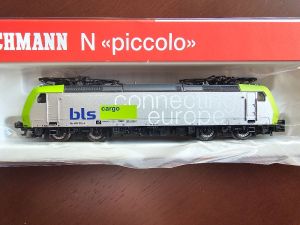 CHMANN N «piccolo»
cargo
connecting
europe
bls